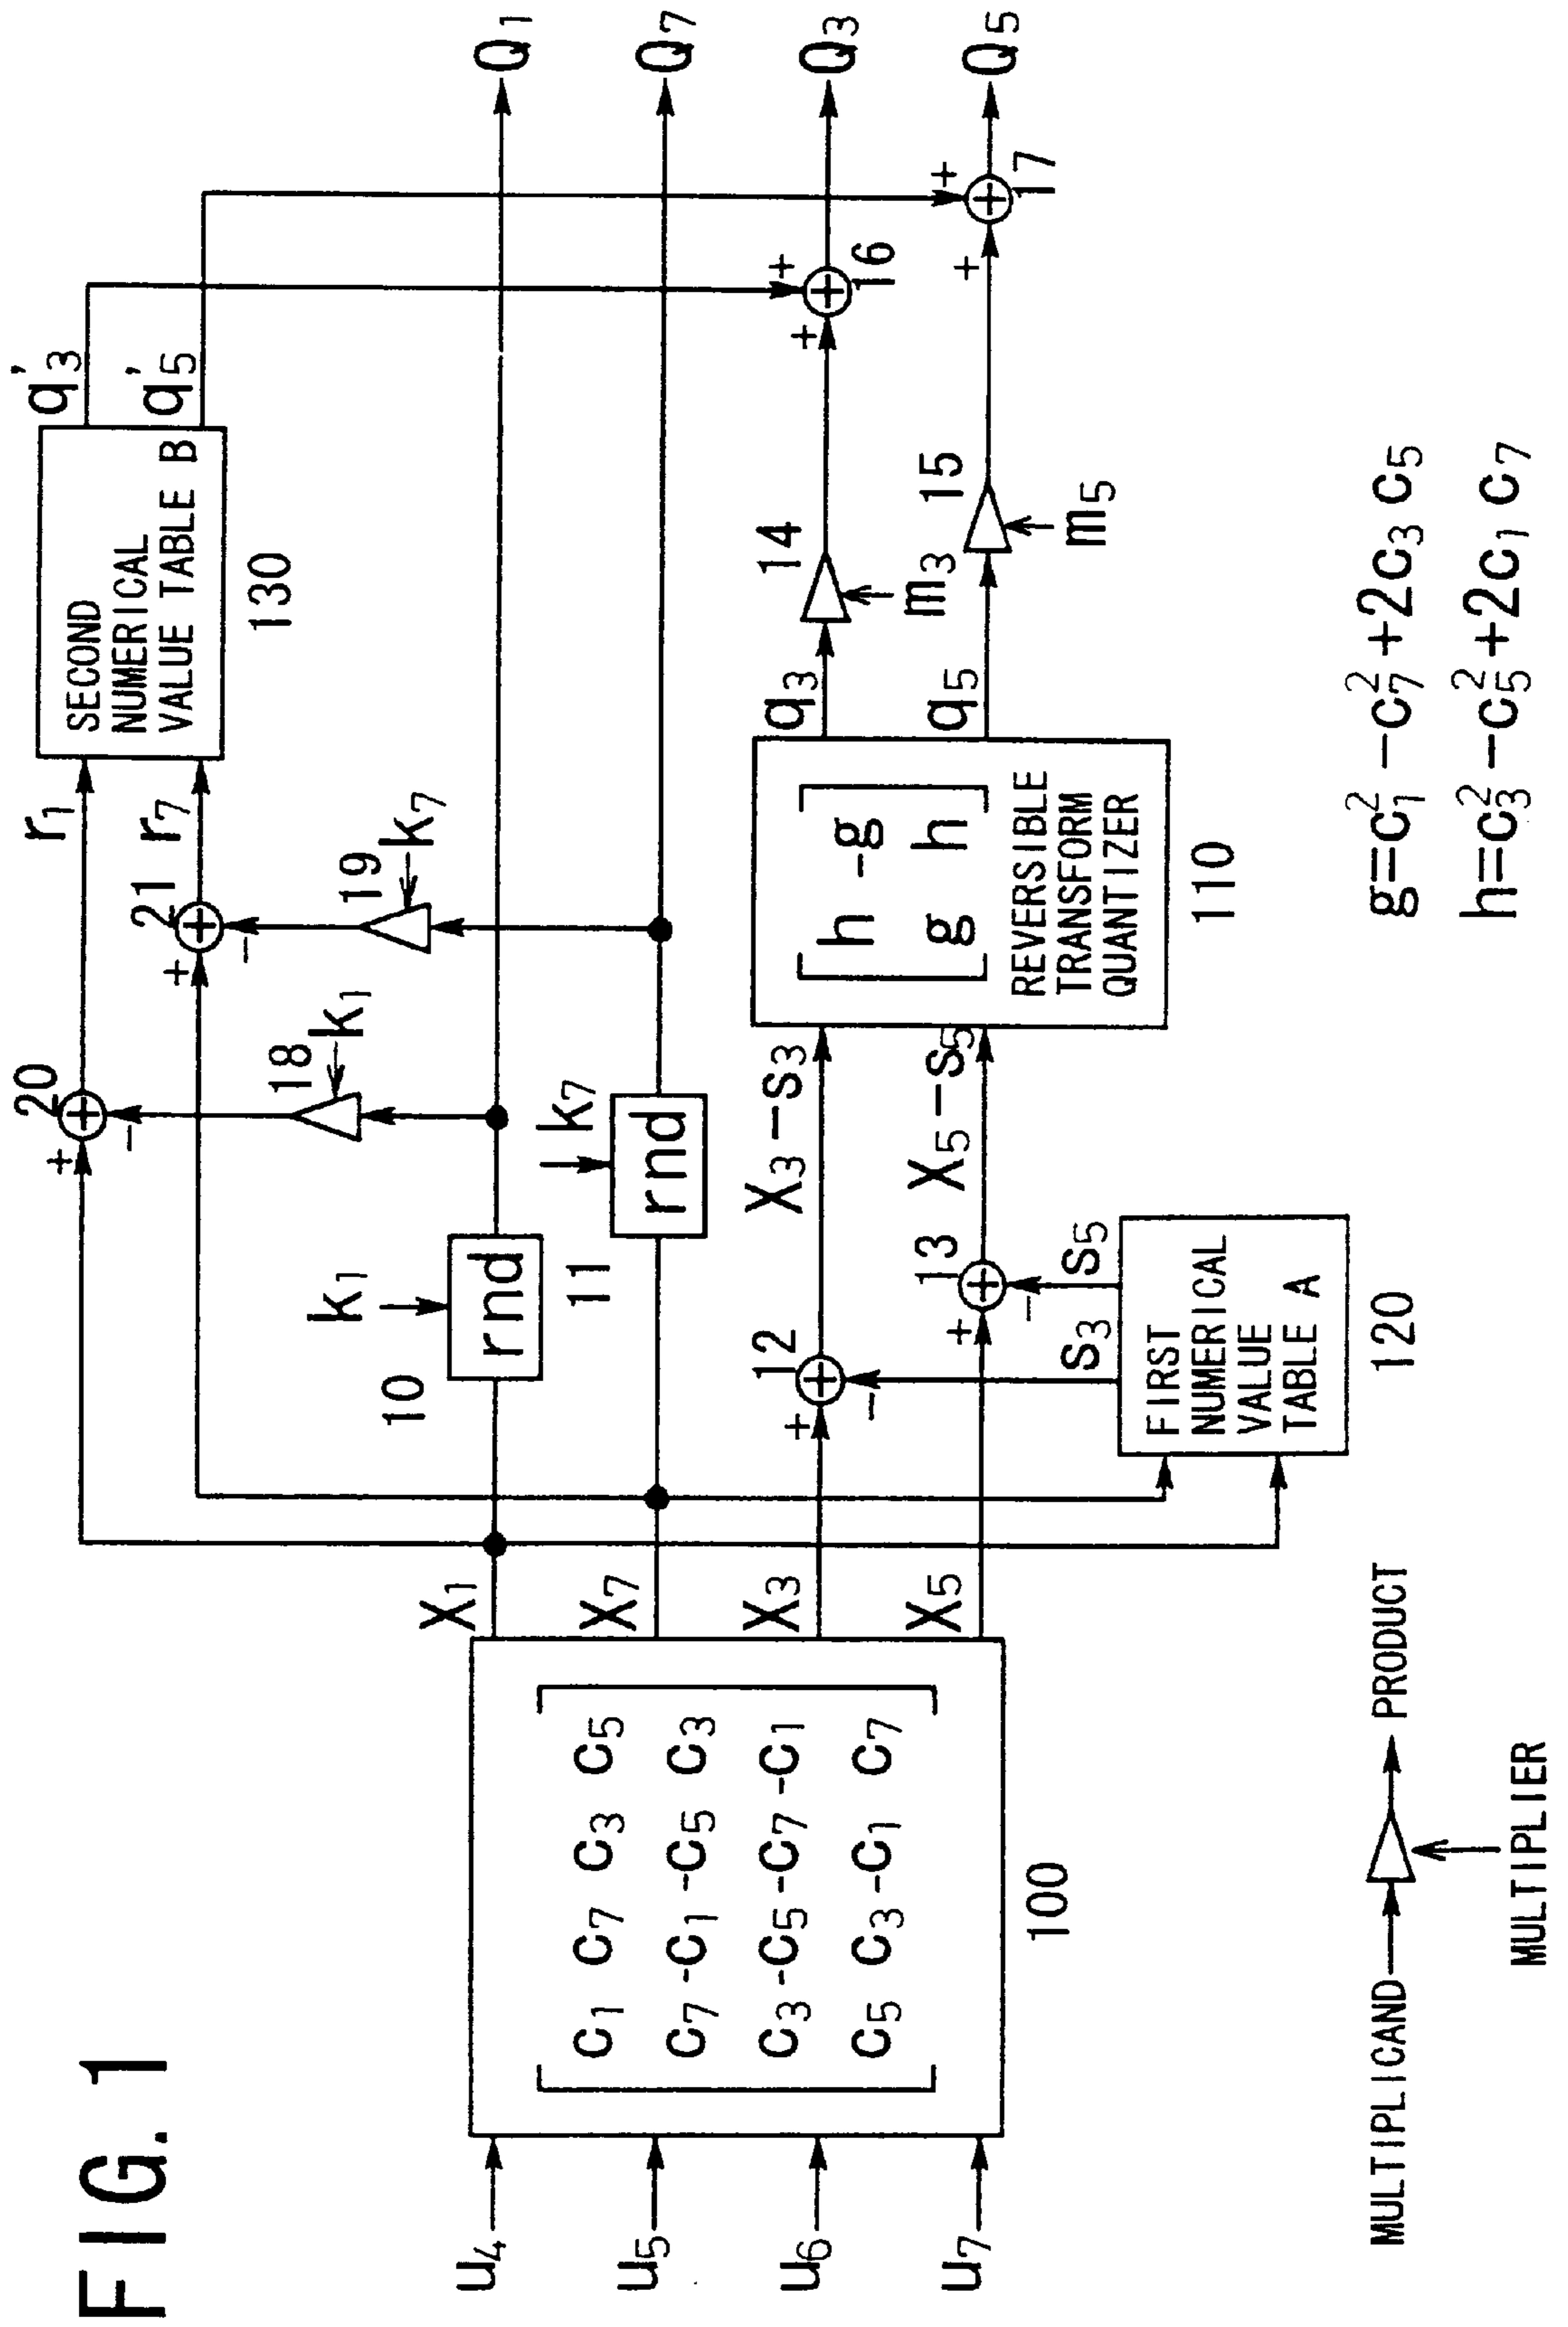 FIG. 1
u4
u5
u6
u7
c1 c7 c3 c5
c7 -c1 -c5 c3
c3 -c5 -c7 -c1
c5 c3 -c1 c7
100
X1
X7
X3
X5
k1
rnd
10
k7
rnd
11
20
+
−
18
k1
21
+
−
19
k7
r1
r7
SECOND
NUMERICAL
VALUE TABLE B
130
q'3
q'5
12
+
−
13
+
−
s3
s5
FIRST
NUMERICAL
VALUE
TABLE A
120
X3−s3
X5−s5
h -g
g h
REVERSIBLE
TRANSFORM
QUANTIZER
110
q3
q5
14
m3
15
m5
+
+
16
+
+
17
Q1
Q7
Q3
Q5
g=c1²−c7²+2c3c5
h=c3²−c5²+2c1c7
MULTIPLICAND
PRODUCT
MULTIPLIER